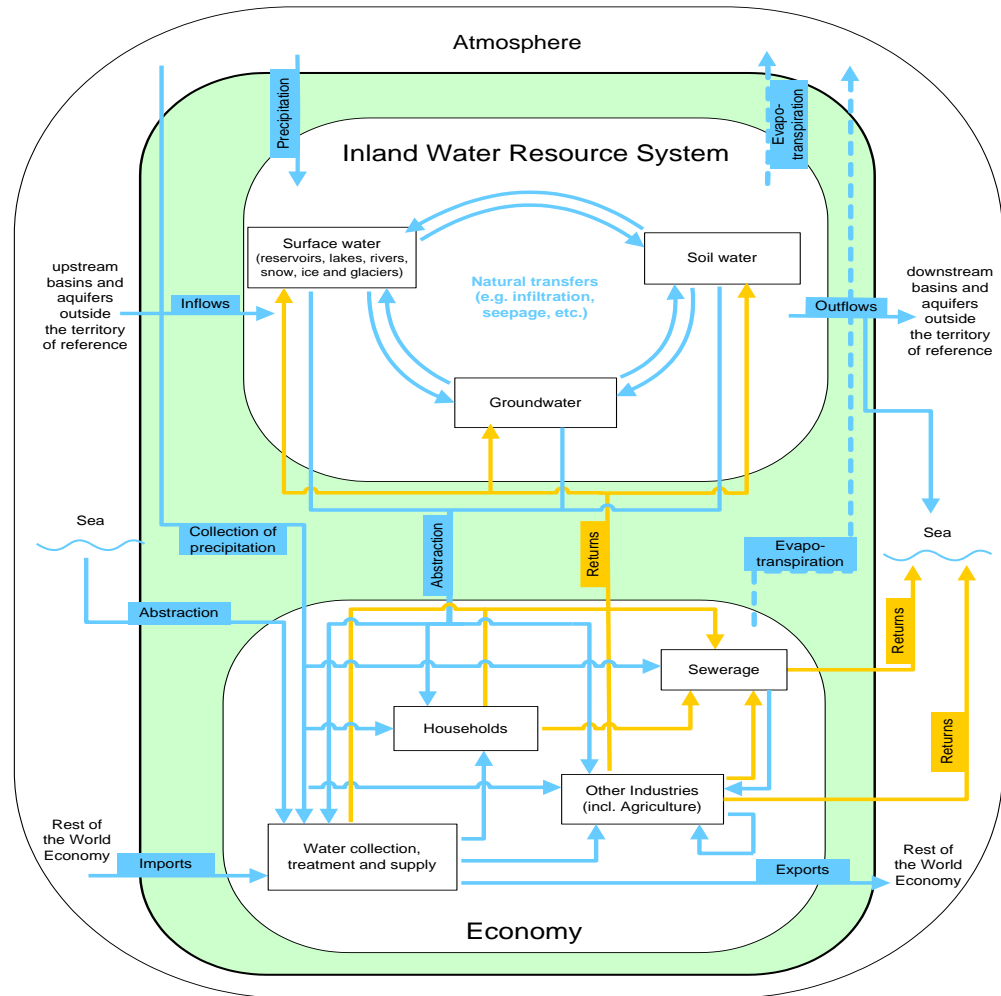 Atmosphere
Precipitation
Evapo-
transpiration
Inland Water Resource System
Surface water
(reservoirs, lakes, rivers,
snow, ice and glaciers)
Soil water
Natural transfers
(e.g. infiltration,
seepage, etc.)
Groundwater
upstream
basins and
aquifers
outside
the territory
of reference
Inflows
Outflows
downstream
basins and
aquifers
outside
the territory
of reference
Sea
Collection of
precipitation
Abstraction
Returns
Evapo-
transpiration
Sea
Abstraction
Sewerage
Returns
Households
Returns
Other Industries
(incl. Agriculture)
Rest of
the World
Economy
Imports
Water collection,
treatment and supply
Exports
Rest of
the World
Economy
Economy